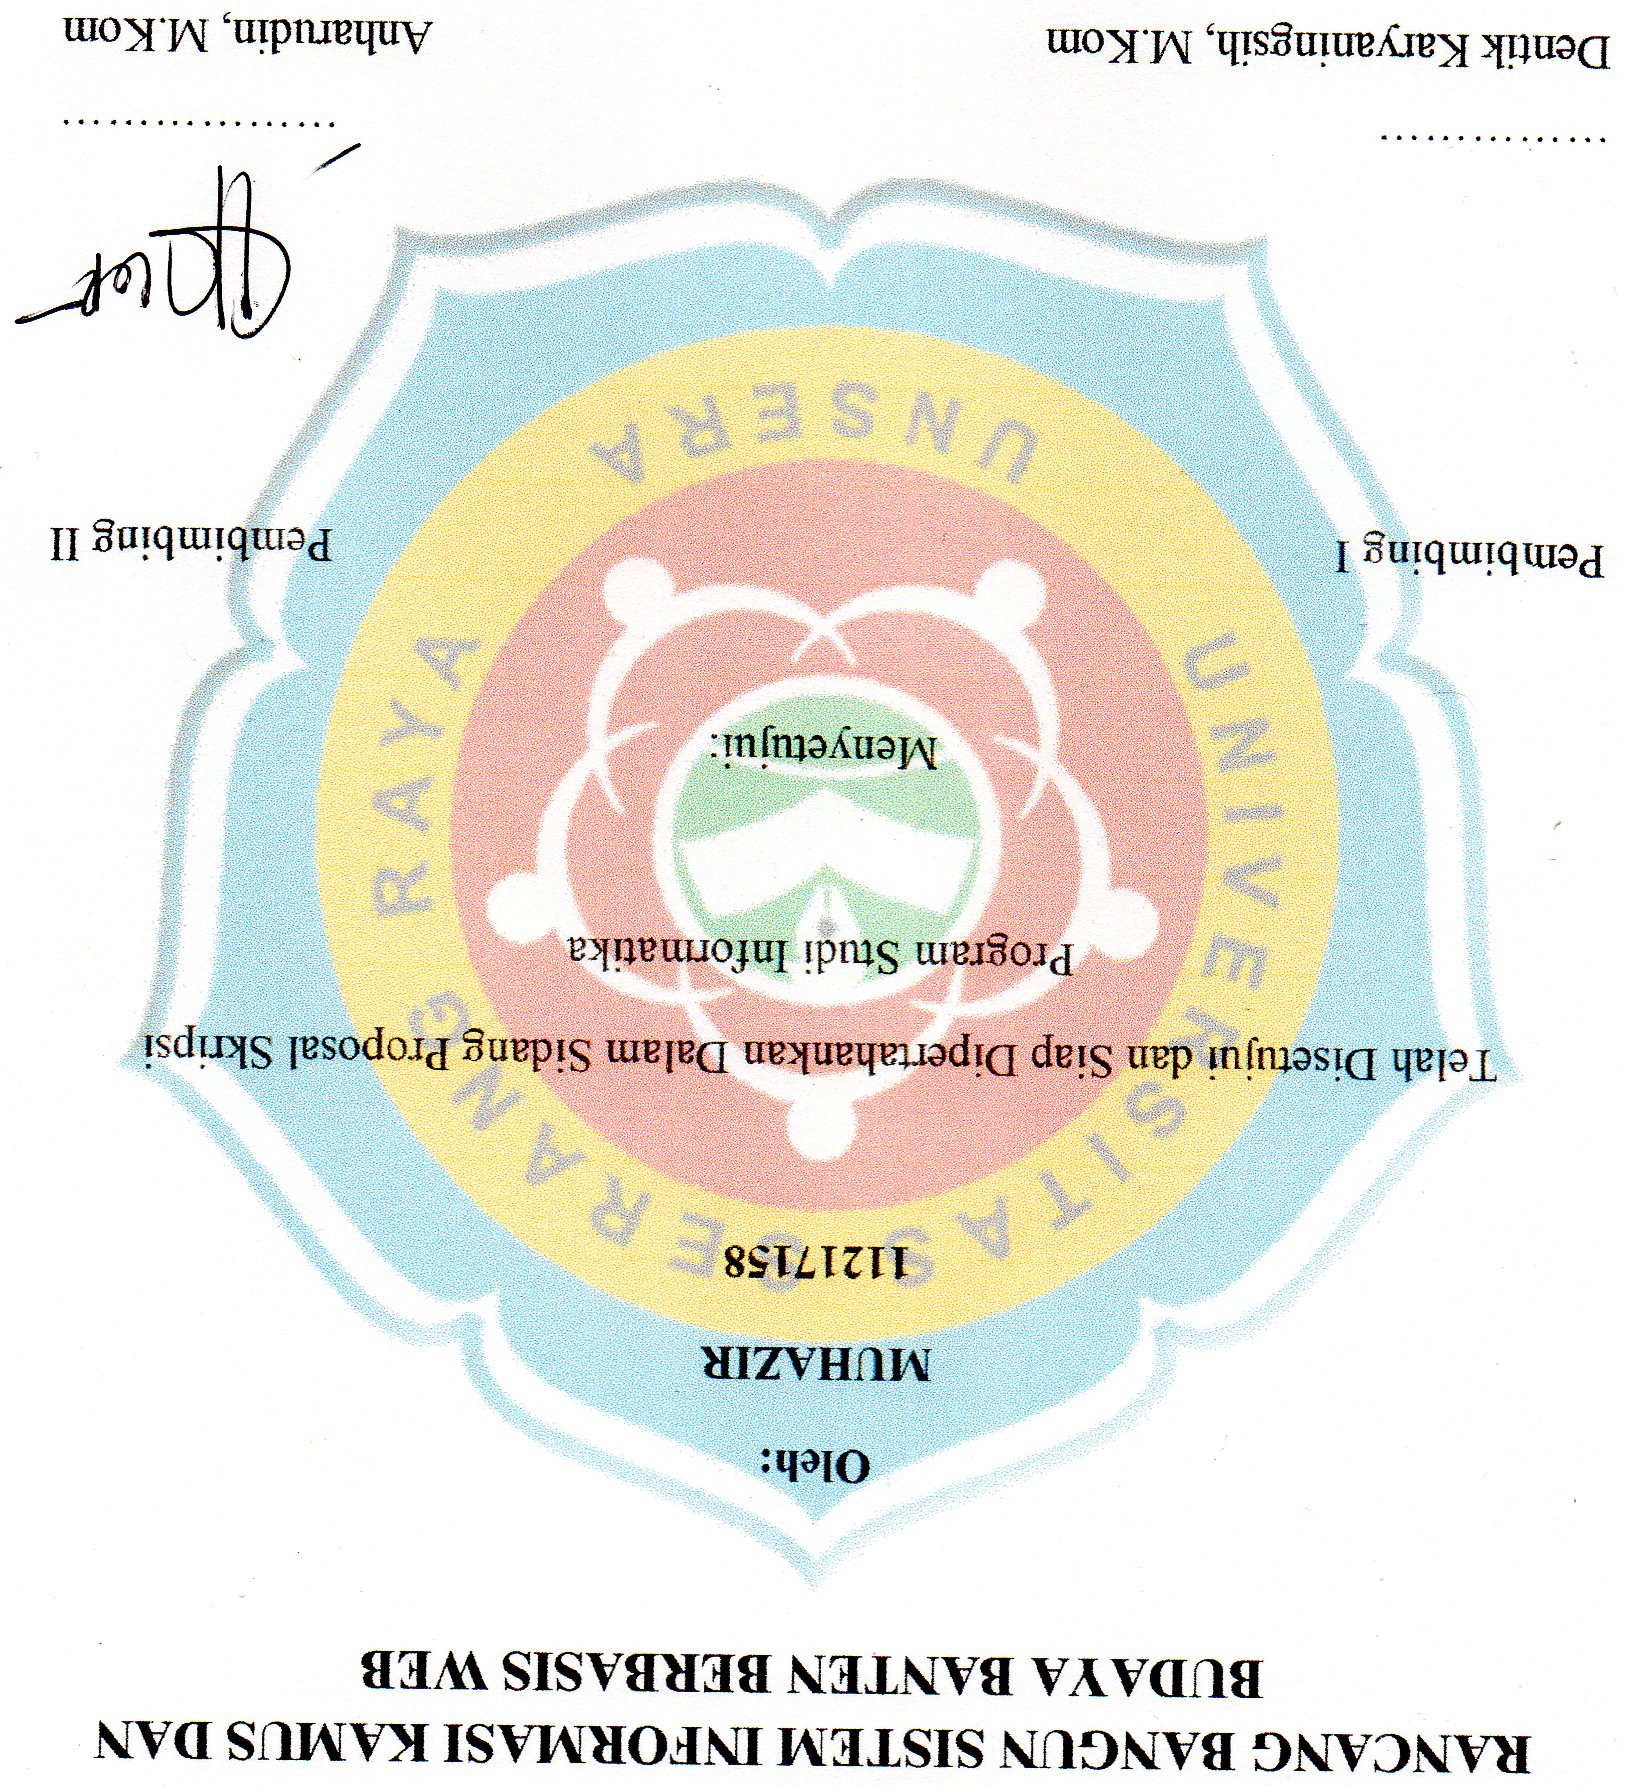 RANCANG BANGUN SISTEM INFORMASI KAMUS DAN
BUDAYA BANTEN BERBASIS WEB
Oleh:
MUHAZIR
11217158
UNIVERSITAS SERANG RAYA
Telah Disetujui dan Siap Dipertahankan Dalam Sidang Proposal Skripsi
Program Studi Informatika
Menyetujui:
Pembimbing I
Pembimbing II
UNSERA
...............
..................
Dentik Karyaningsih, M.Kom
Anharudin, M.Kom